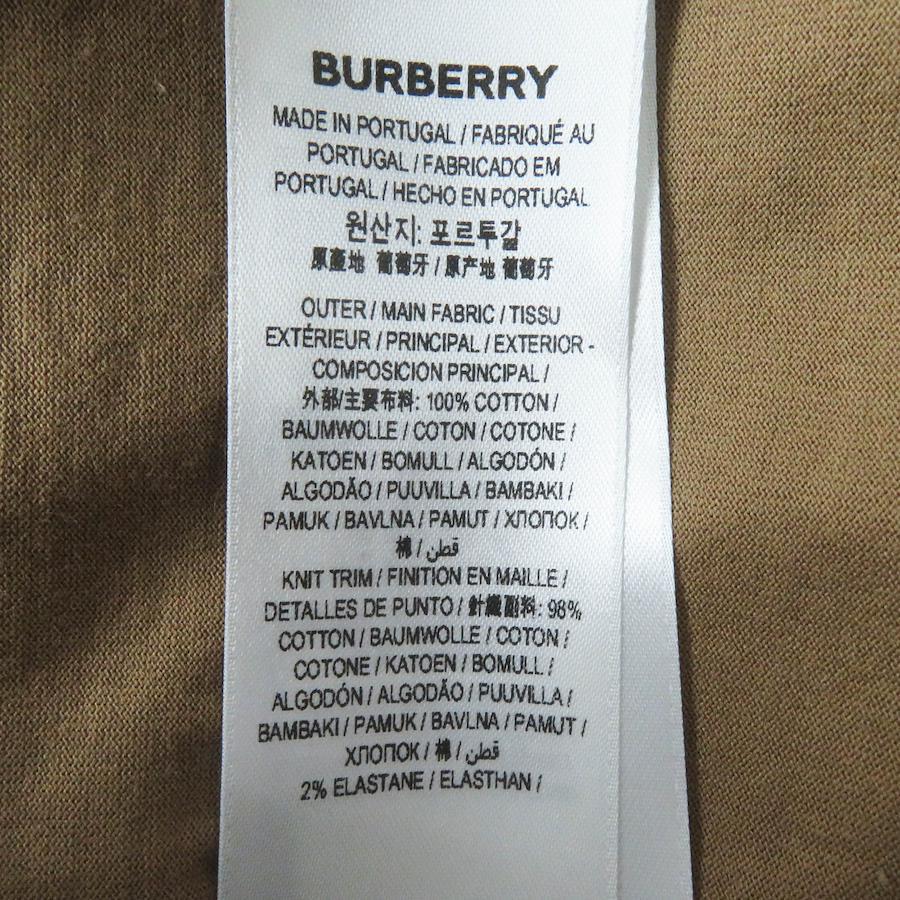 BURBERRY
MADE IN PORTUGAL / FABRIQUÉ AU
PORTUGAL / FABRICADO EM
PORTUGAL / HECHO EN PORTUGAL
원산지: 포르투갈
原產地 葡萄牙 / 原产地 葡萄牙
OUTER / MAIN FABRIC / TISSU
EXTÉRIEUR / PRINCIPAL / EXTERIOR -
COMPOSICION PRINCIPAL /
外部/主要布料: 100% COTTON /
BAUMWOLLE / COTON / COTONE /
KATOEN / BOMULL / ALGODÓN /
ALGODÃO / PUUVILLA / BAMBAKI /
PAMUK / BAVLNA / PAMUT / ХЛОПОК /
棉 / قطن
KNIT TRIM / FINITION EN MAILLE /
DETALLES DE PUNTO / 針織副料: 98%
COTTON / BAUMWOLLE / COTON /
COTONE / KATOEN / BOMULL /
ALGODÓN / ALGODÃO / PUUVILLA /
BAMBAKI / PAMUK / BAVLNA / PAMUT /
ХЛОПОК / 棉 / قطن
2% ELASTANE / ELASTHAN /